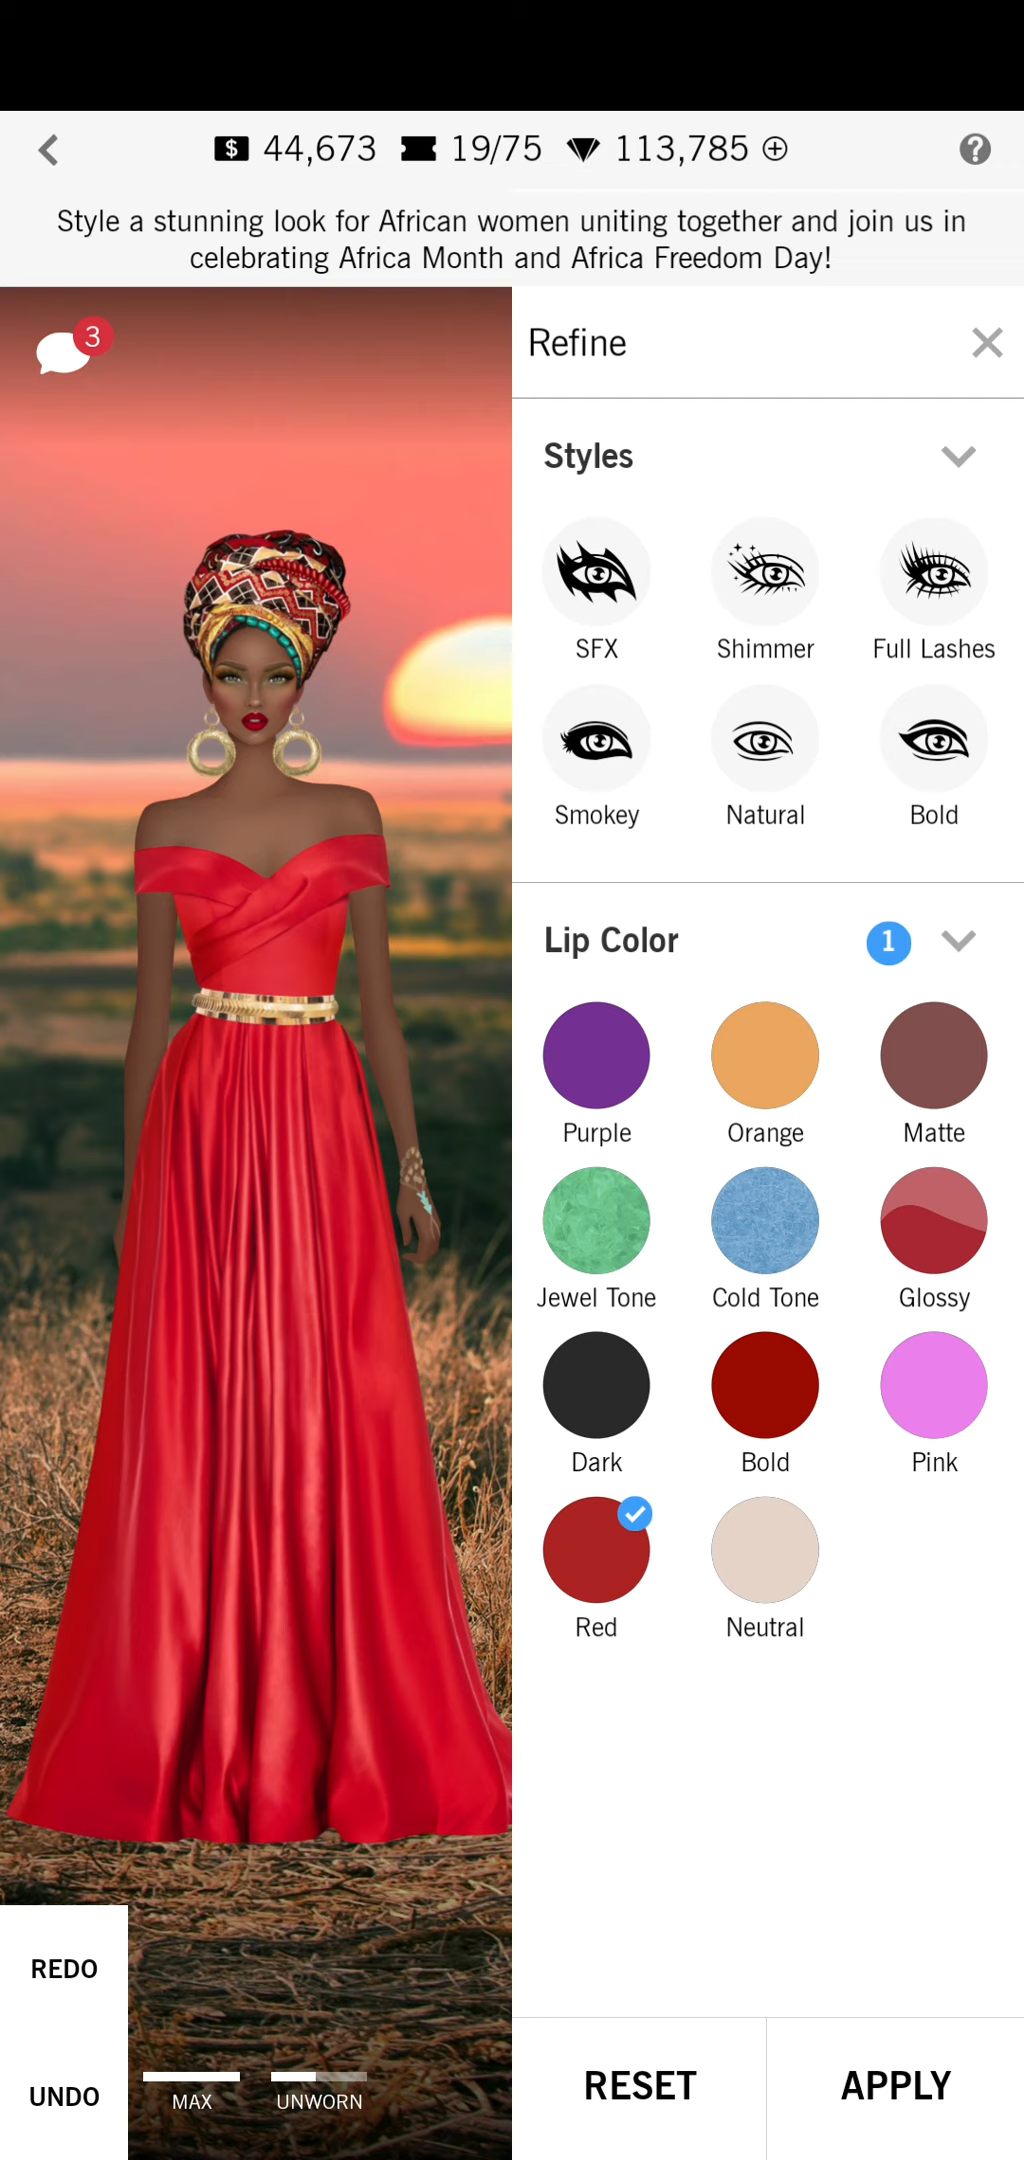 $ 44,673 19/75 113,785 + ?
Style a stunning look for African women uniting together and join us in
celebrating Africa Month and Africa Freedom Day!
3
Refine
Styles
SFX Shimmer Full Lashes
Smokey Natural Bold
Lip Color 1
Purple Orange Matte
Jewel Tone Cold Tone Glossy
Dark Bold Pink
Red Neutral
REDO
UNDO
MAX UNWORN
RESET APPLY